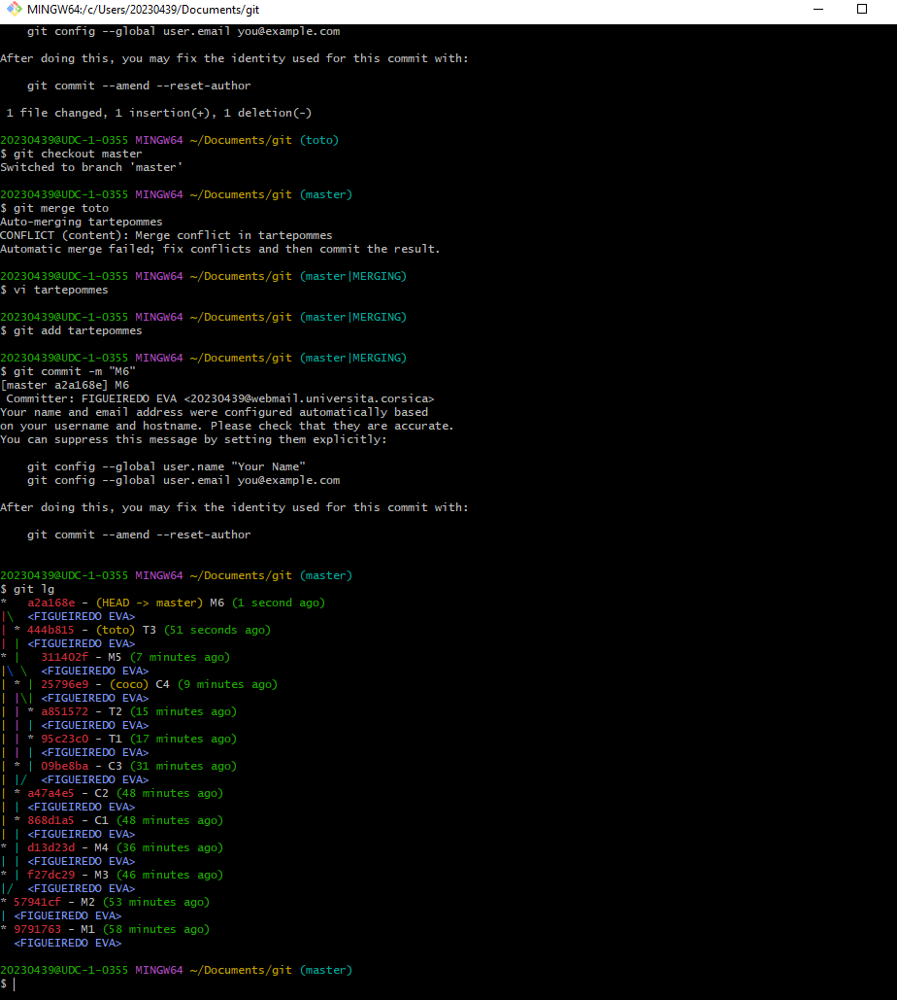 MINGW64:/c/Users/20230439/Documents/git
git config --global user.email you@example.com
After doing this, you may fix the identity used for this commit with:
git commit --amend --reset-author
1 file changed, 1 insertion(+), 1 deletion(-)
20230439@UDC-1-0355 MINGW64 ~/Documents/git (toto)
$ git checkout master
Switched to branch 'master'
20230439@UDC-1-0355 MINGW64 ~/Documents/git (master)
$ git merge toto
Auto-merging tartepommes
CONFLICT (content): Merge conflict in tartepommes
Automatic merge failed; fix conflicts and then commit the result.
20230439@UDC-1-0355 MINGW64 ~/Documents/git (master|MERGING)
$ vi tartepommes
20230439@UDC-1-0355 MINGW64 ~/Documents/git (master|MERGING)
$ git add tartepommes
20230439@UDC-1-0355 MINGW64 ~/Documents/git (master|MERGING)
$ git commit -m "M6"
[master a2a168e] M6
Committer: FIGUEIREDO EVA <20230439@webmail.universita.corsica>
Your name and email address were configured automatically based
on your username and hostname. Please check that they are accurate.
You can suppress this message by setting them explicitly:
git config --global user.name "Your Name"
git config --global user.email you@example.com
After doing this, you may fix the identity used for this commit with:
git commit --amend --reset-author
20230439@UDC-1-0355 MINGW64 ~/Documents/git (master)
$ git lg
*   a2a168e - (HEAD -> master) M6 (1 second ago)
|\  <FIGUEIREDO EVA>
| * 444b815 - (toto) T3 (51 seconds ago)
| | <FIGUEIREDO EVA>
* |   311402f - M5 (7 minutes ago)
|\ \  <FIGUEIREDO EVA>
| * | 25796e9 - (coco) C4 (9 minutes ago)
| |\| <FIGUEIREDO EVA>
| | * a851572 - T2 (15 minutes ago)
| | | <FIGUEIREDO EVA>
| | * 95c23c0 - T1 (17 minutes ago)
| | | <FIGUEIREDO EVA>
| * | 09be8ba - C3 (31 minutes ago)
| |/  <FIGUEIREDO EVA>
| * a47a4e5 - C2 (48 minutes ago)
| | <FIGUEIREDO EVA>
| * 868d1a5 - C1 (48 minutes ago)
| | <FIGUEIREDO EVA>
* | d13d23d - M4 (36 minutes ago)
| | <FIGUEIREDO EVA>
* | f27dc29 - M3 (46 minutes ago)
|/  <FIGUEIREDO EVA>
* 57941cf - M2 (53 minutes ago)
| <FIGUEIREDO EVA>
* 9791763 - M1 (58 minutes ago)
<FIGUEIREDO EVA>
20230439@UDC-1-0355 MINGW64 ~/Documents/git (master)
$